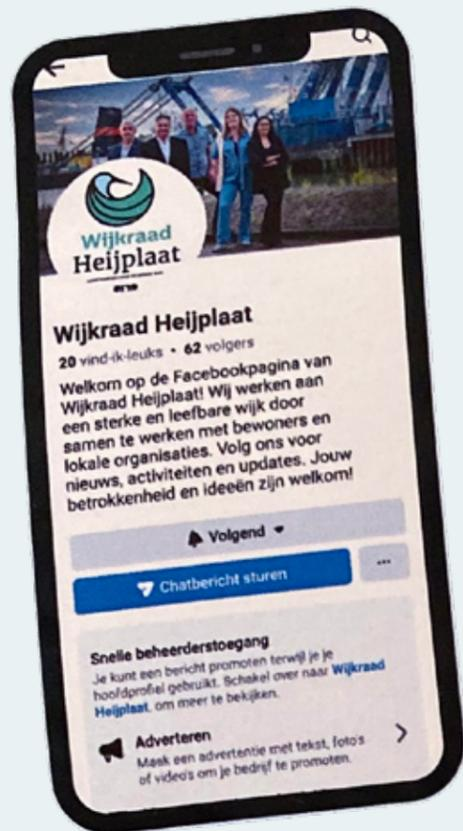 Wijkraad
Heijplaat
Wijkraad Heijplaat
20 vind-ik-leuks • 62 volgers
Welkom op de Facebookpagina van
Wijkraad Heijplaat! Wij werken aan
een sterke en leefbare wijk door
samen te werken met bewoners en
lokale organisaties. Volg ons voor
nieuws, activiteiten en updates. Jouw
betrokkenheid en ideeën zijn welkom!
Volgend
Chatbericht sturen
Snelle beheerderstoegang
Je kunt een bericht promoten terwijl je je
hoofdprofiel gebruikt. Schakel over naar Wijkraad
Heijplaat, om meer te bekijken.
Adverteren
Maak een advertentie met tekst, foto's
of video's om je bedrijf te promoten.